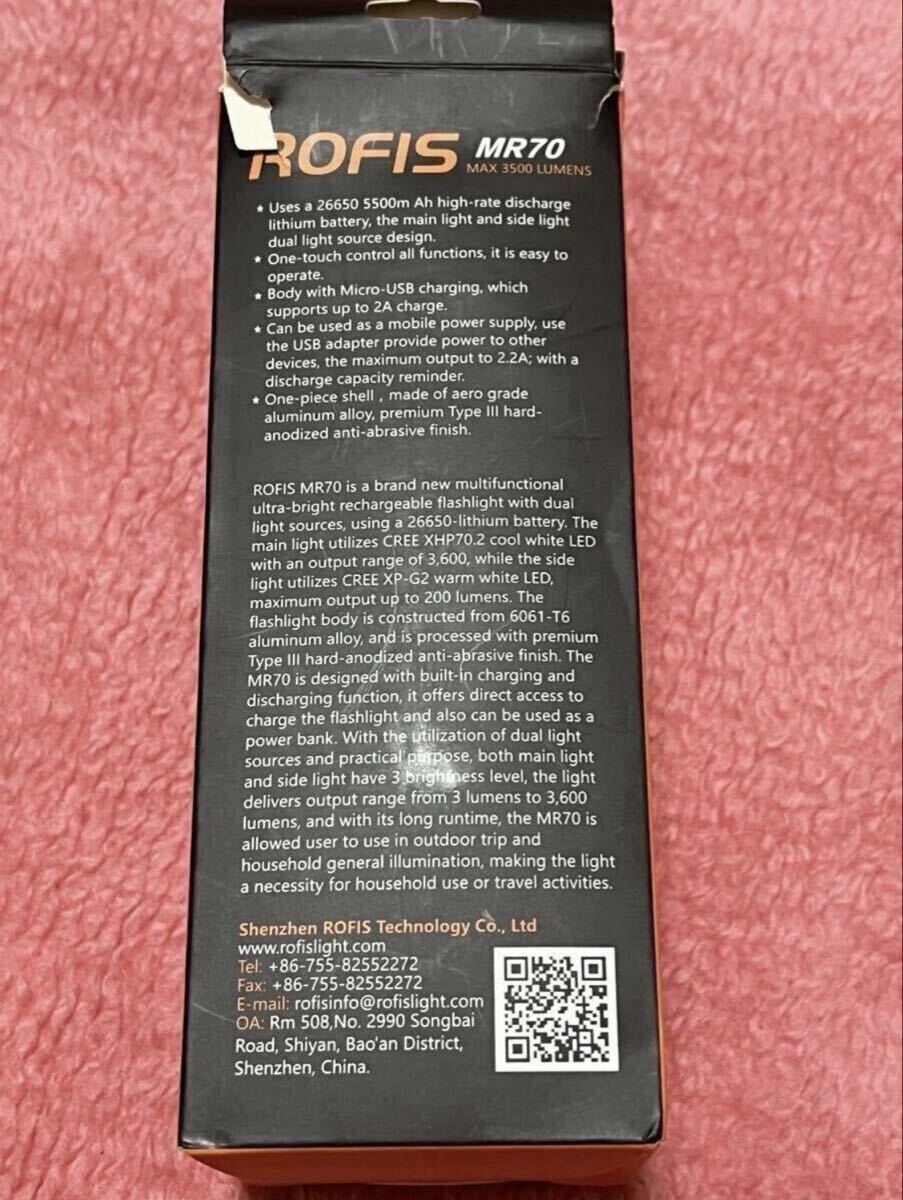 ROFIS MR70
MAX 3500 LUMENS
★ Uses a 26650 5500m Ah high-rate discharge
lithium battery, the main light and side light
dual light source design.
★ One-touch control all functions, it is easy to
operate.
★ Body with Micro-USB charging, which
supports up to 2A charge.
★ Can be used as a mobile power supply, use
the USB adapter provide power to other
devices, the maximum output to 2.2A; with a
discharge capacity reminder.
★ One-piece shell , made of aero grade
aluminum alloy, premium Type III hard-
anodized anti-abrasive finish.
ROFIS MR70 is a brand new multifunctional
ultra-bright rechargeable flashlight with dual
light sources, using a 26650-lithium battery. The
main light utilizes CREE XHP70.2 cool white LED
with an output range of 3,600, while the side
light utilizes CREE XP-G2 warm white LED,
maximum output up to 200 lumens. The
flashlight body is constructed from 6061-T6
aluminum alloy, and is processed with premium
Type III hard-anodized anti-abrasive finish. The
MR70 is designed with built-in charging and
discharging function, it offers direct access to
charge the flashlight and also can be used as a
power bank. With the utilization of dual light
sources and practical purpose, both main light
and side light have 3 brightness level, the light
delivers output range from 3 lumens to 3,600
lumens, and with its long runtime, the MR70 is
allowed user to use in outdoor trip and
household general illumination, making the light
a necessity for household use or travel activities.
Shenzhen ROFIS Technology Co., Ltd
www.rofislight.com
Tel: +86-755-82552272
Fax: +86-755-82552272
E-mail: rofisinfo@rofislight.com
OA: Rm 508,No. 2990 Songbai
Road, Shiyan, Bao'an District,
Shenzhen, China.